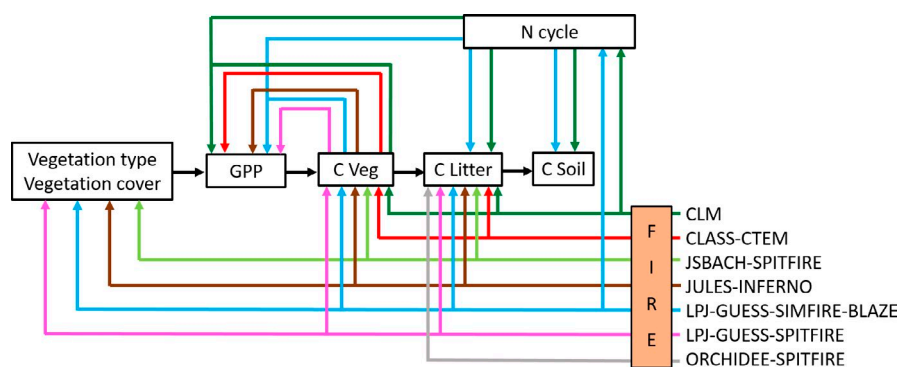 N cycle
Vegetation type
Vegetation cover
GPP
C Veg
C Litter
C Soil
F
I
R
E
CLM
CLASS-CTEM
JSBACH-SPITFIRE
JULES-INFERNO
LPJ-GUESS-SIMFIRE-BLAZE
LPJ-GUESS-SPITFIRE
ORCHIDEE-SPITFIRE